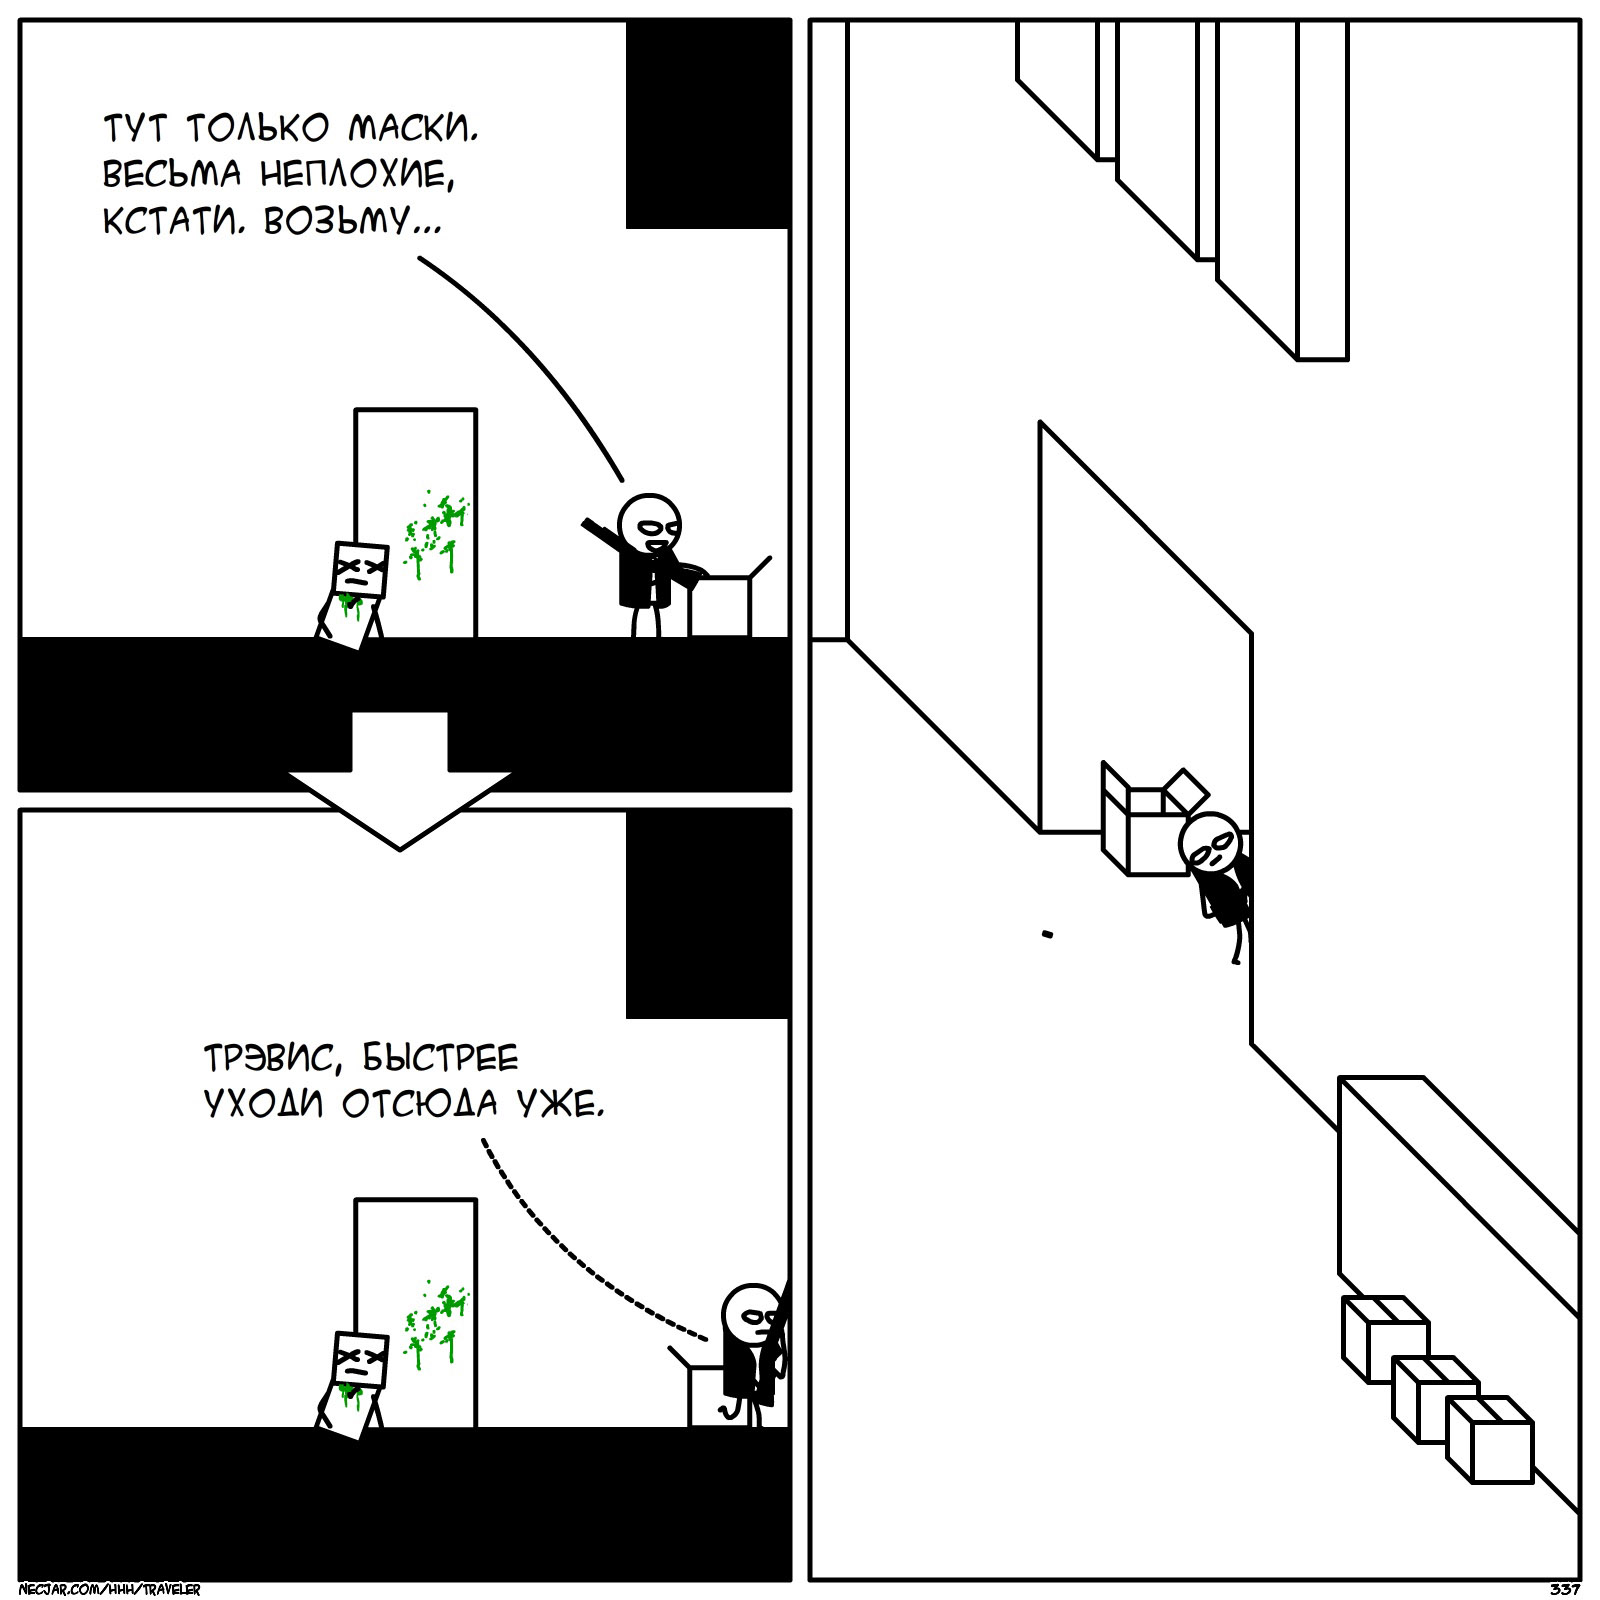 ТУТ ТОЛЬКО МАСКИ.
ВЕСЬМА НЕПЛОХИЕ,
КСТАТИ. ВОЗЬМУ...
ТРЭВИС, БЫСТРЕЕ
УХОДИ ОТСЮДА УЖЕ.
NECJAR.COM/HHH/TRAVELER
337